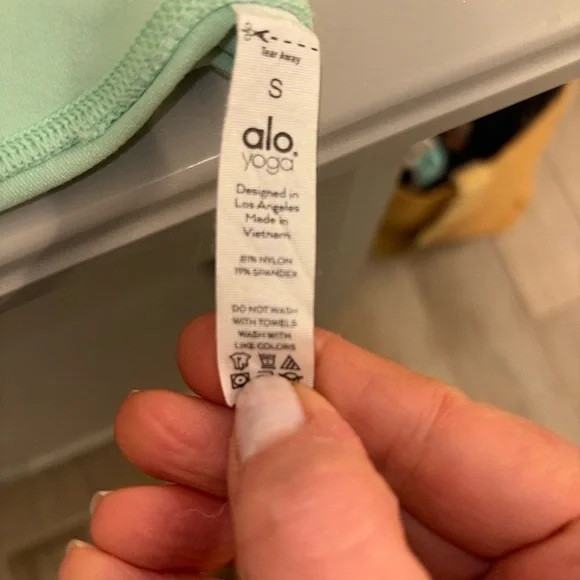 Tear Away
S
alo.
yoga
Designed in
Los Angeles
Made in
Vietnam
81% NYLON
19% SPANDEX
DO NOT WASH
WITH TOWELS
WASH WITH
LIKE COLORS